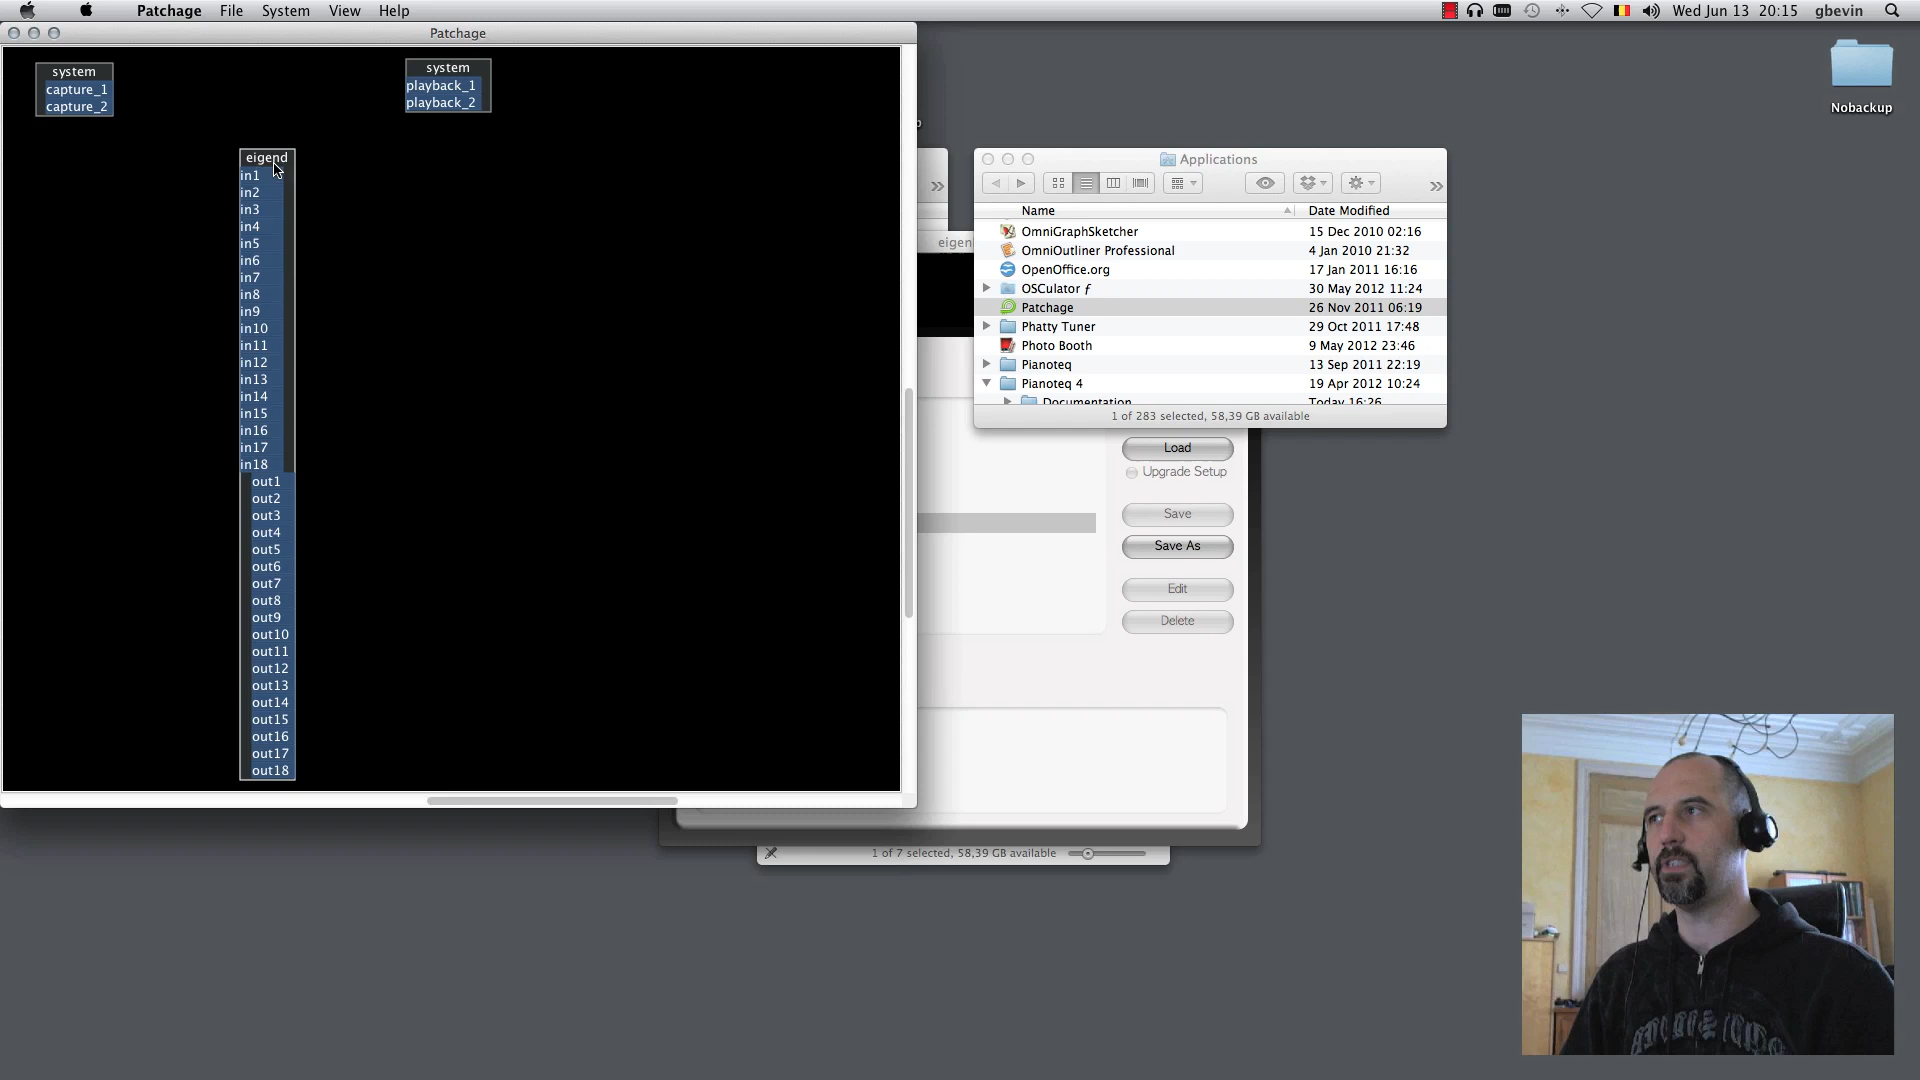 Patchage File System View Help
Wed Jun 13 20:15 gbevin
Patchage
system
capture_1
capture_2
system
playback_1
playback_2
eigend
in1
in2
in3
in4
in5
in6
in7
in8
in9
in10
in11
in12
in13
in14
in15
in16
in17
in18
out1
out2
out3
out4
out5
out6
out7
out8
out9
out10
out11
out12
out13
out14
out15
out16
out17
out18
Nobackup
Applications
Name Date Modified
OmniGraphSketcher 15 Dec 2010 02:16
OmniOutliner Professional 4 Jan 2010 21:32
OpenOffice.org 17 Jan 2011 16:16
OSCulator ƒ 30 May 2012 11:24
Patchage 26 Nov 2011 06:19
Phatty Tuner 29 Oct 2011 17:48
Photo Booth 9 May 2012 23:46
Pianoteq 13 Sep 2011 22:19
Pianoteq 4 19 Apr 2012 10:24
Documentation Today 16:26
1 of 283 selected, 58,39 GB available
eigen
Load
Upgrade Setup
Save
Save As
Edit
Delete
1 of 7 selected, 58,39 GB available